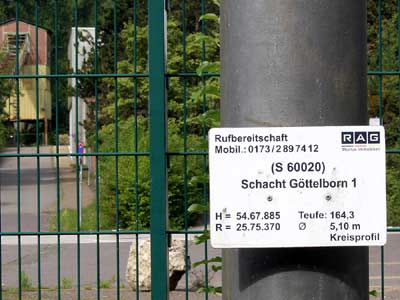 Rufbereitschaft
Mobil.: 0173/2897412
RAG
(S 60020)
Schacht Göttelborn 1
H = 54.67.885 Teufe: 164,3
R = 25.75.370 Ø 5,10 m
Kreisprofil